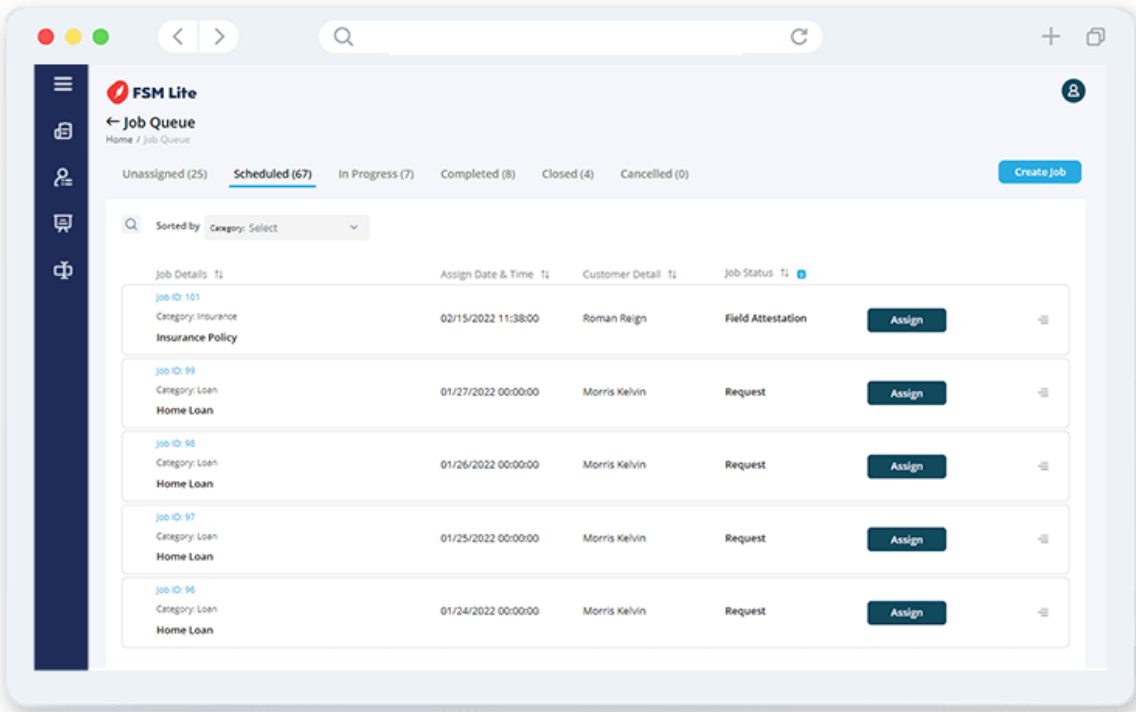 FSM Lite
← Job Queue
Home / Job Queue
Unassigned (25) Scheduled (67) In Progress (7) Completed (8) Closed (4) Cancelled (0) Create Job
Sorted by Category: Select
Job Details Assign Date & Time Customer Detail Job Status
Job ID: 101
Category: Insurance
Insurance Policy
02/15/2022 11:38:00 Roman Reign Field Attestation Assign
Job ID: 99
Category: Loan
Home Loan
01/27/2022 00:00:00 Morris Kelvin Request Assign
Job ID: 98
Category: Loan
Home Loan
01/26/2022 00:00:00 Morris Kelvin Request Assign
Job ID: 97
Category: Loan
Home Loan
01/25/2022 00:00:00 Morris Kelvin Request Assign
Job ID: 96
Category: Loan
Home Loan
01/24/2022 00:00:00 Morris Kelvin Request Assign